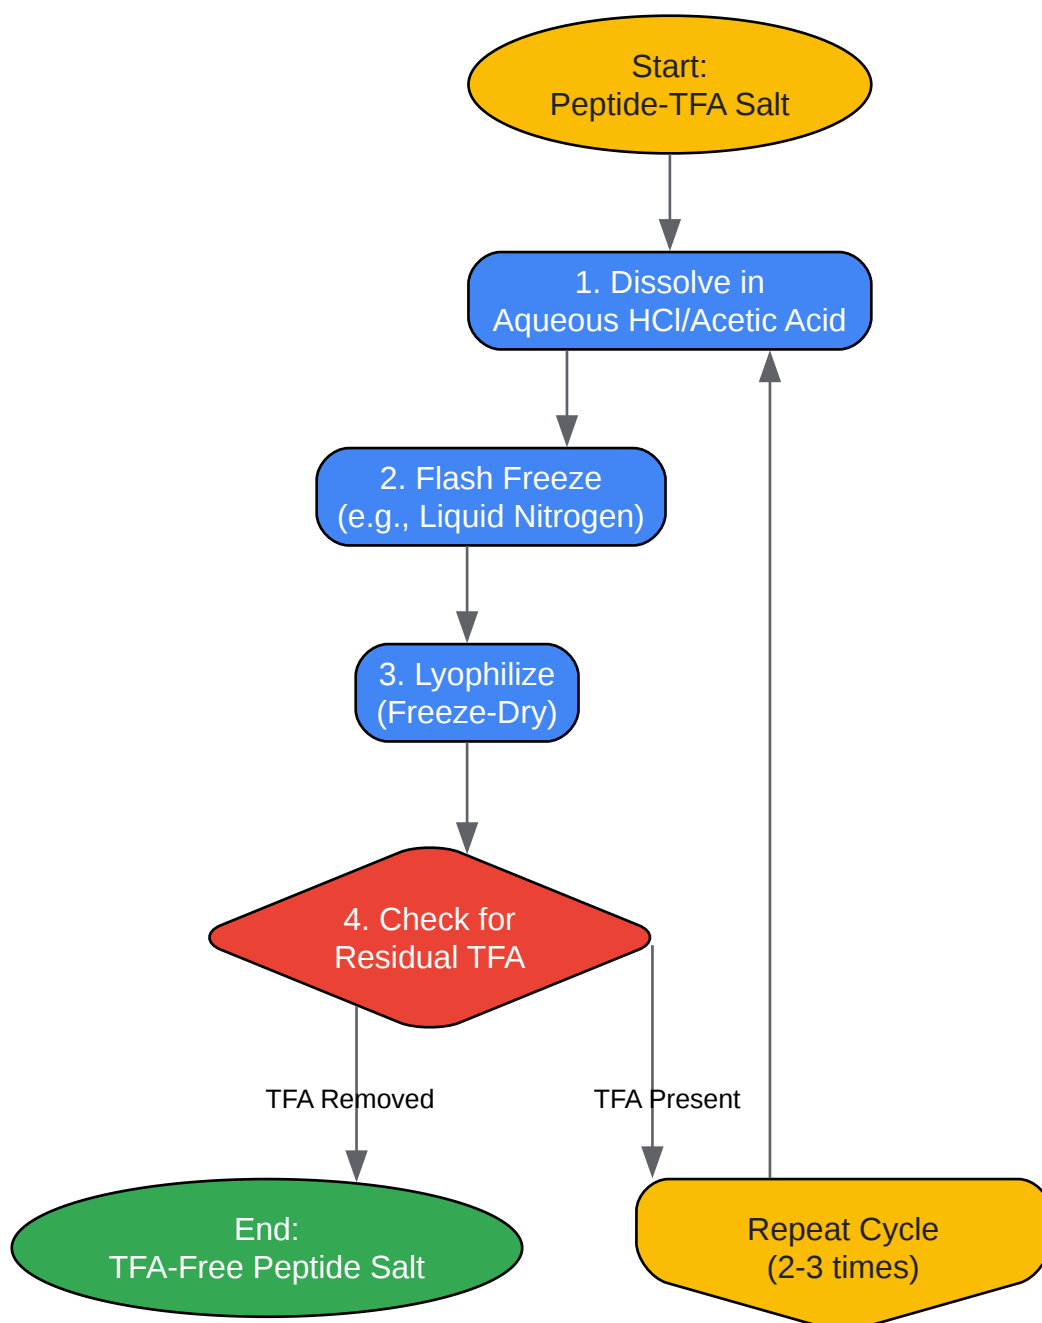 Start:
Peptide-TFA Salt
1. Dissolve in
Aqueous HCl/Acetic Acid
2. Flash Freeze
(e.g., Liquid Nitrogen)
3. Lyophilize
(Freeze-Dry)
4. Check for
Residual TFA
TFA Removed
TFA Present
End:
TFA-Free Peptide Salt
Repeat Cycle
(2-3 times)